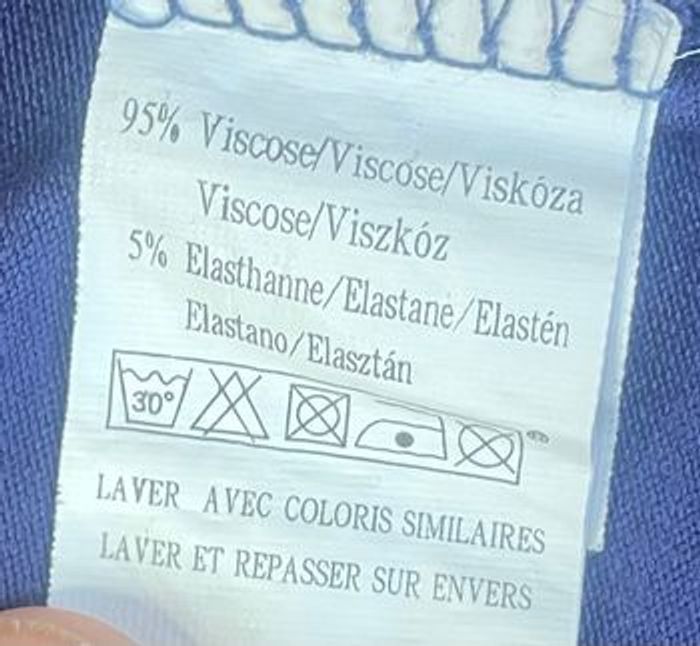 95% Viscose/Viscose/Viskóza
Viscose/Viszkóz
5% Elasthanne/Elastane/Elastén
Elastano/Elasztán
30°
LAVER AVEC COLORIS SIMILAIRES
LAVER ET REPASSER SUR ENVERS